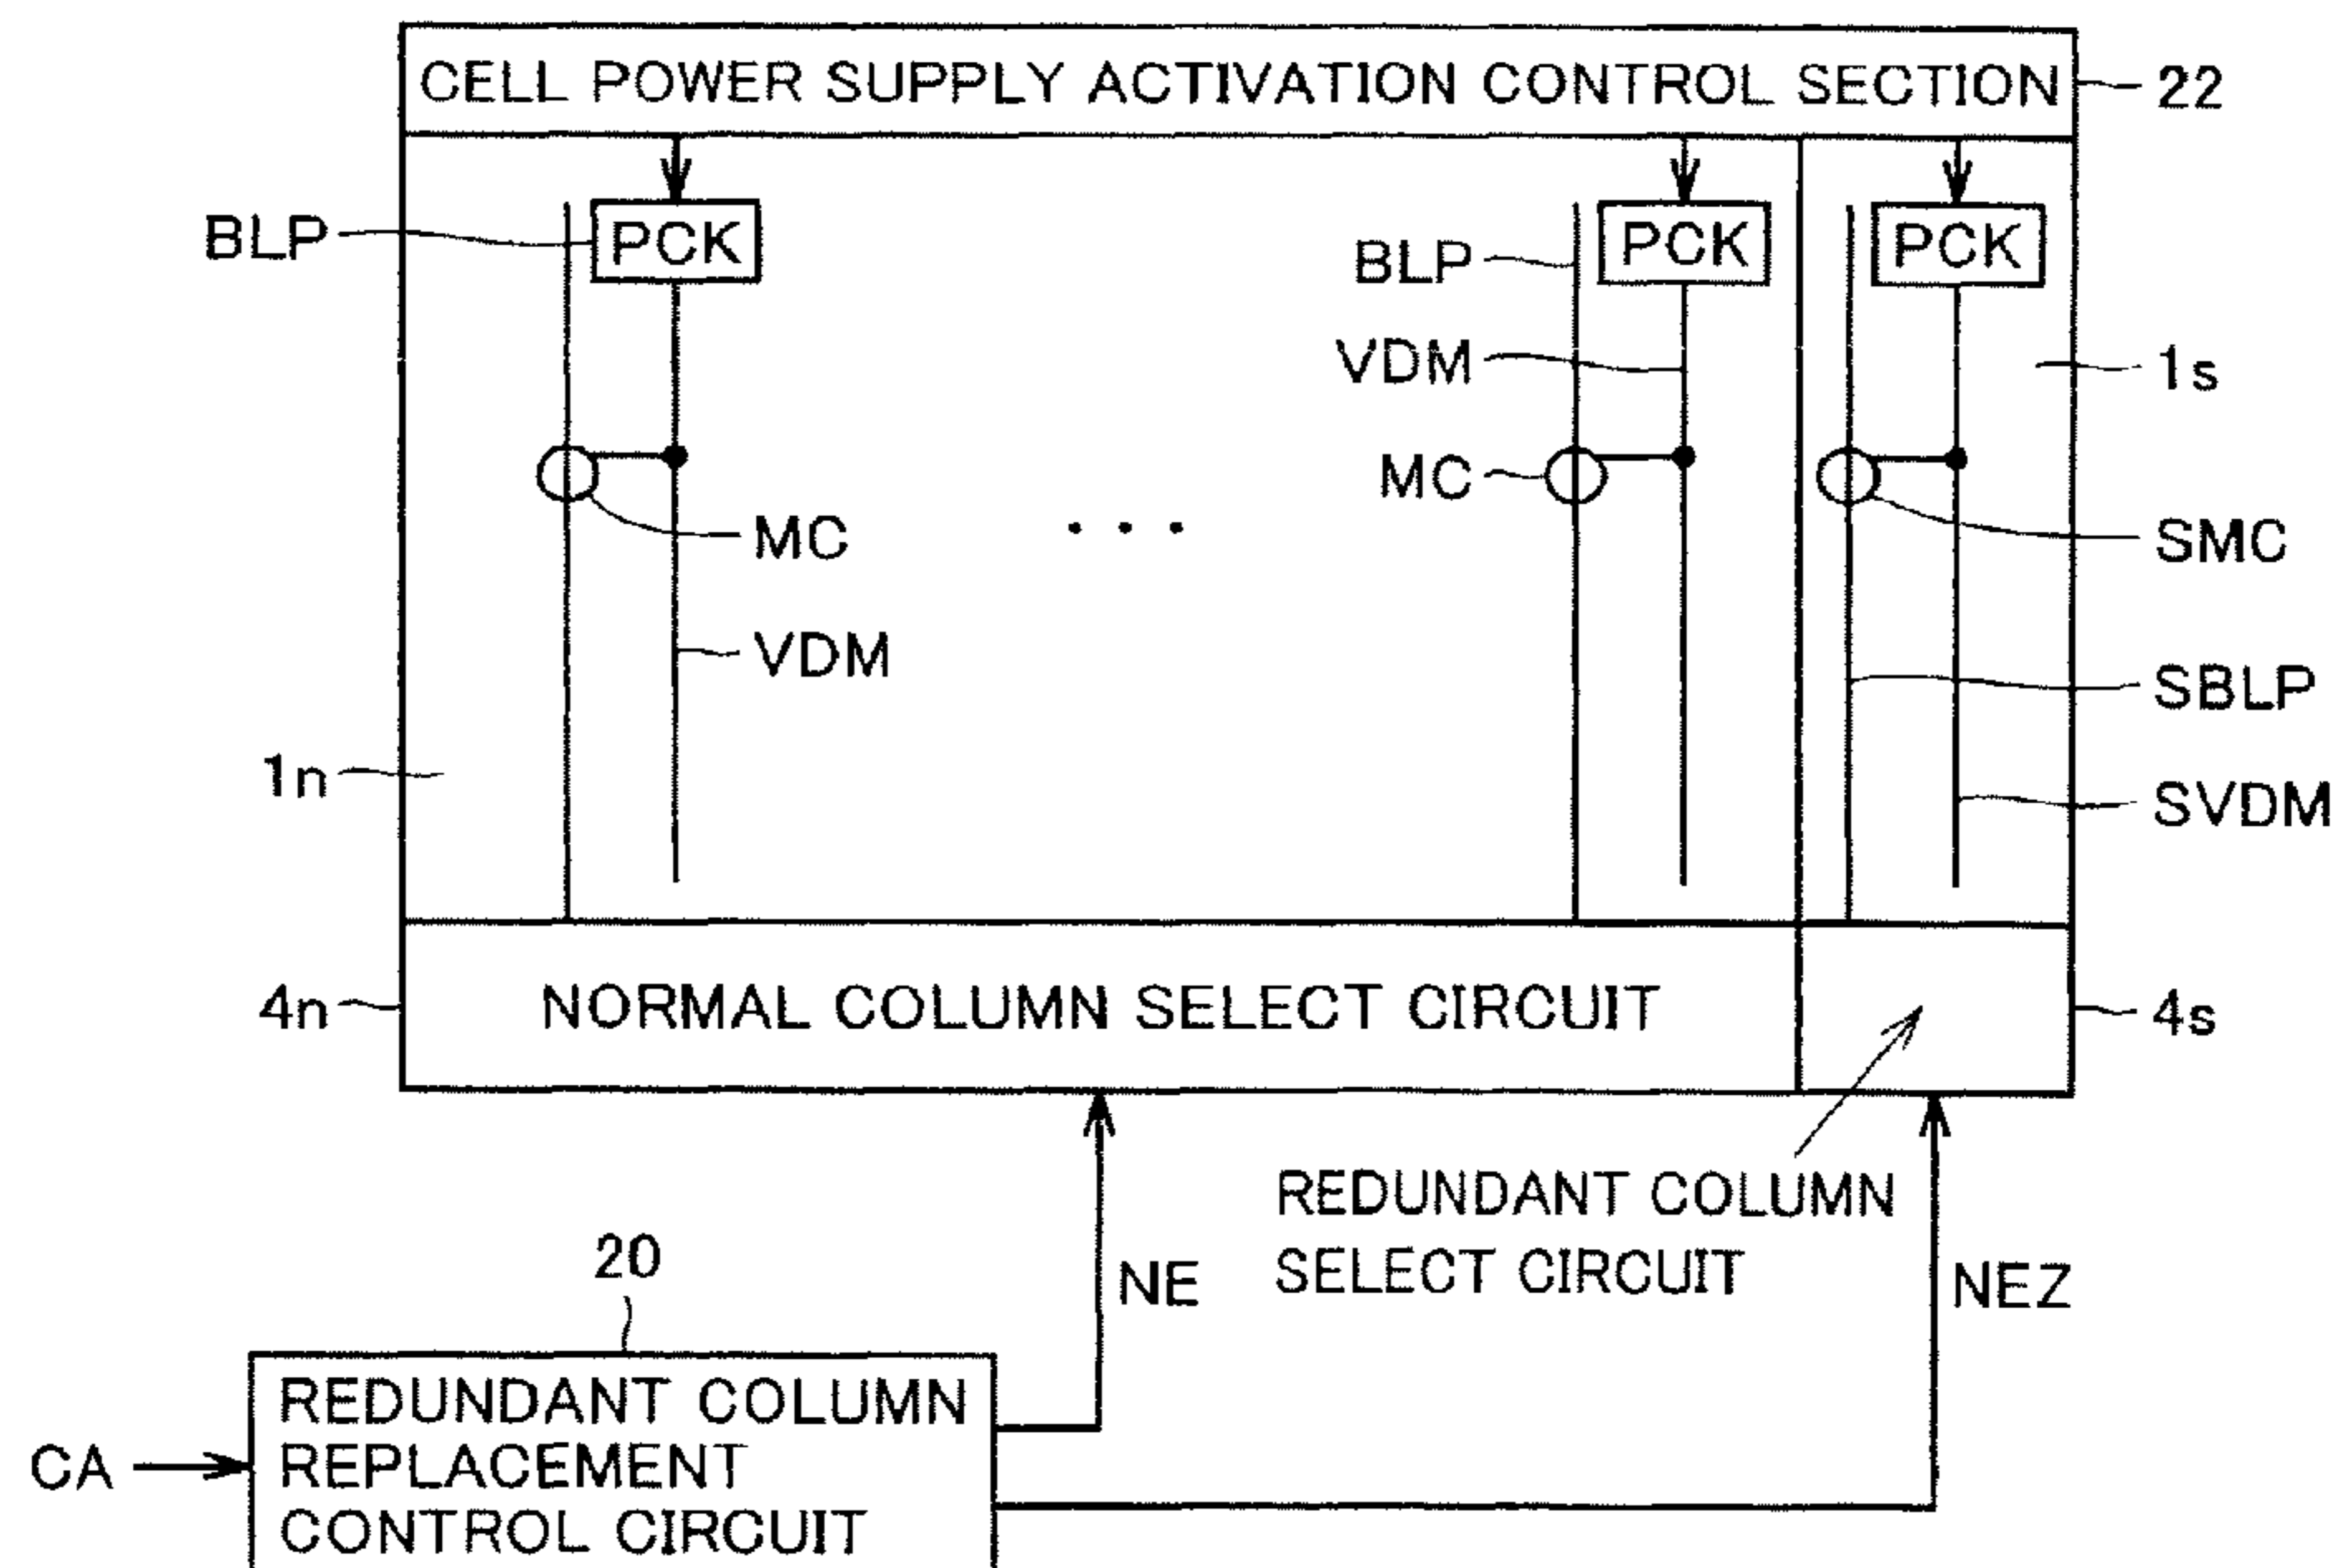 CELL POWER SUPPLY ACTIVATION CONTROL SECTION
22
BLP
PCK
BLP
PCK
PCK
VDM
1s
MC
MC
SMC
VDM
SBLP
1n
SVDM
4n
NORMAL COLUMN SELECT CIRCUIT
4s
REDUNDANT COLUMN
SELECT CIRCUIT
NE
NEZ
20
CA
REDUNDANT COLUMN
REPLACEMENT
CONTROL CIRCUIT